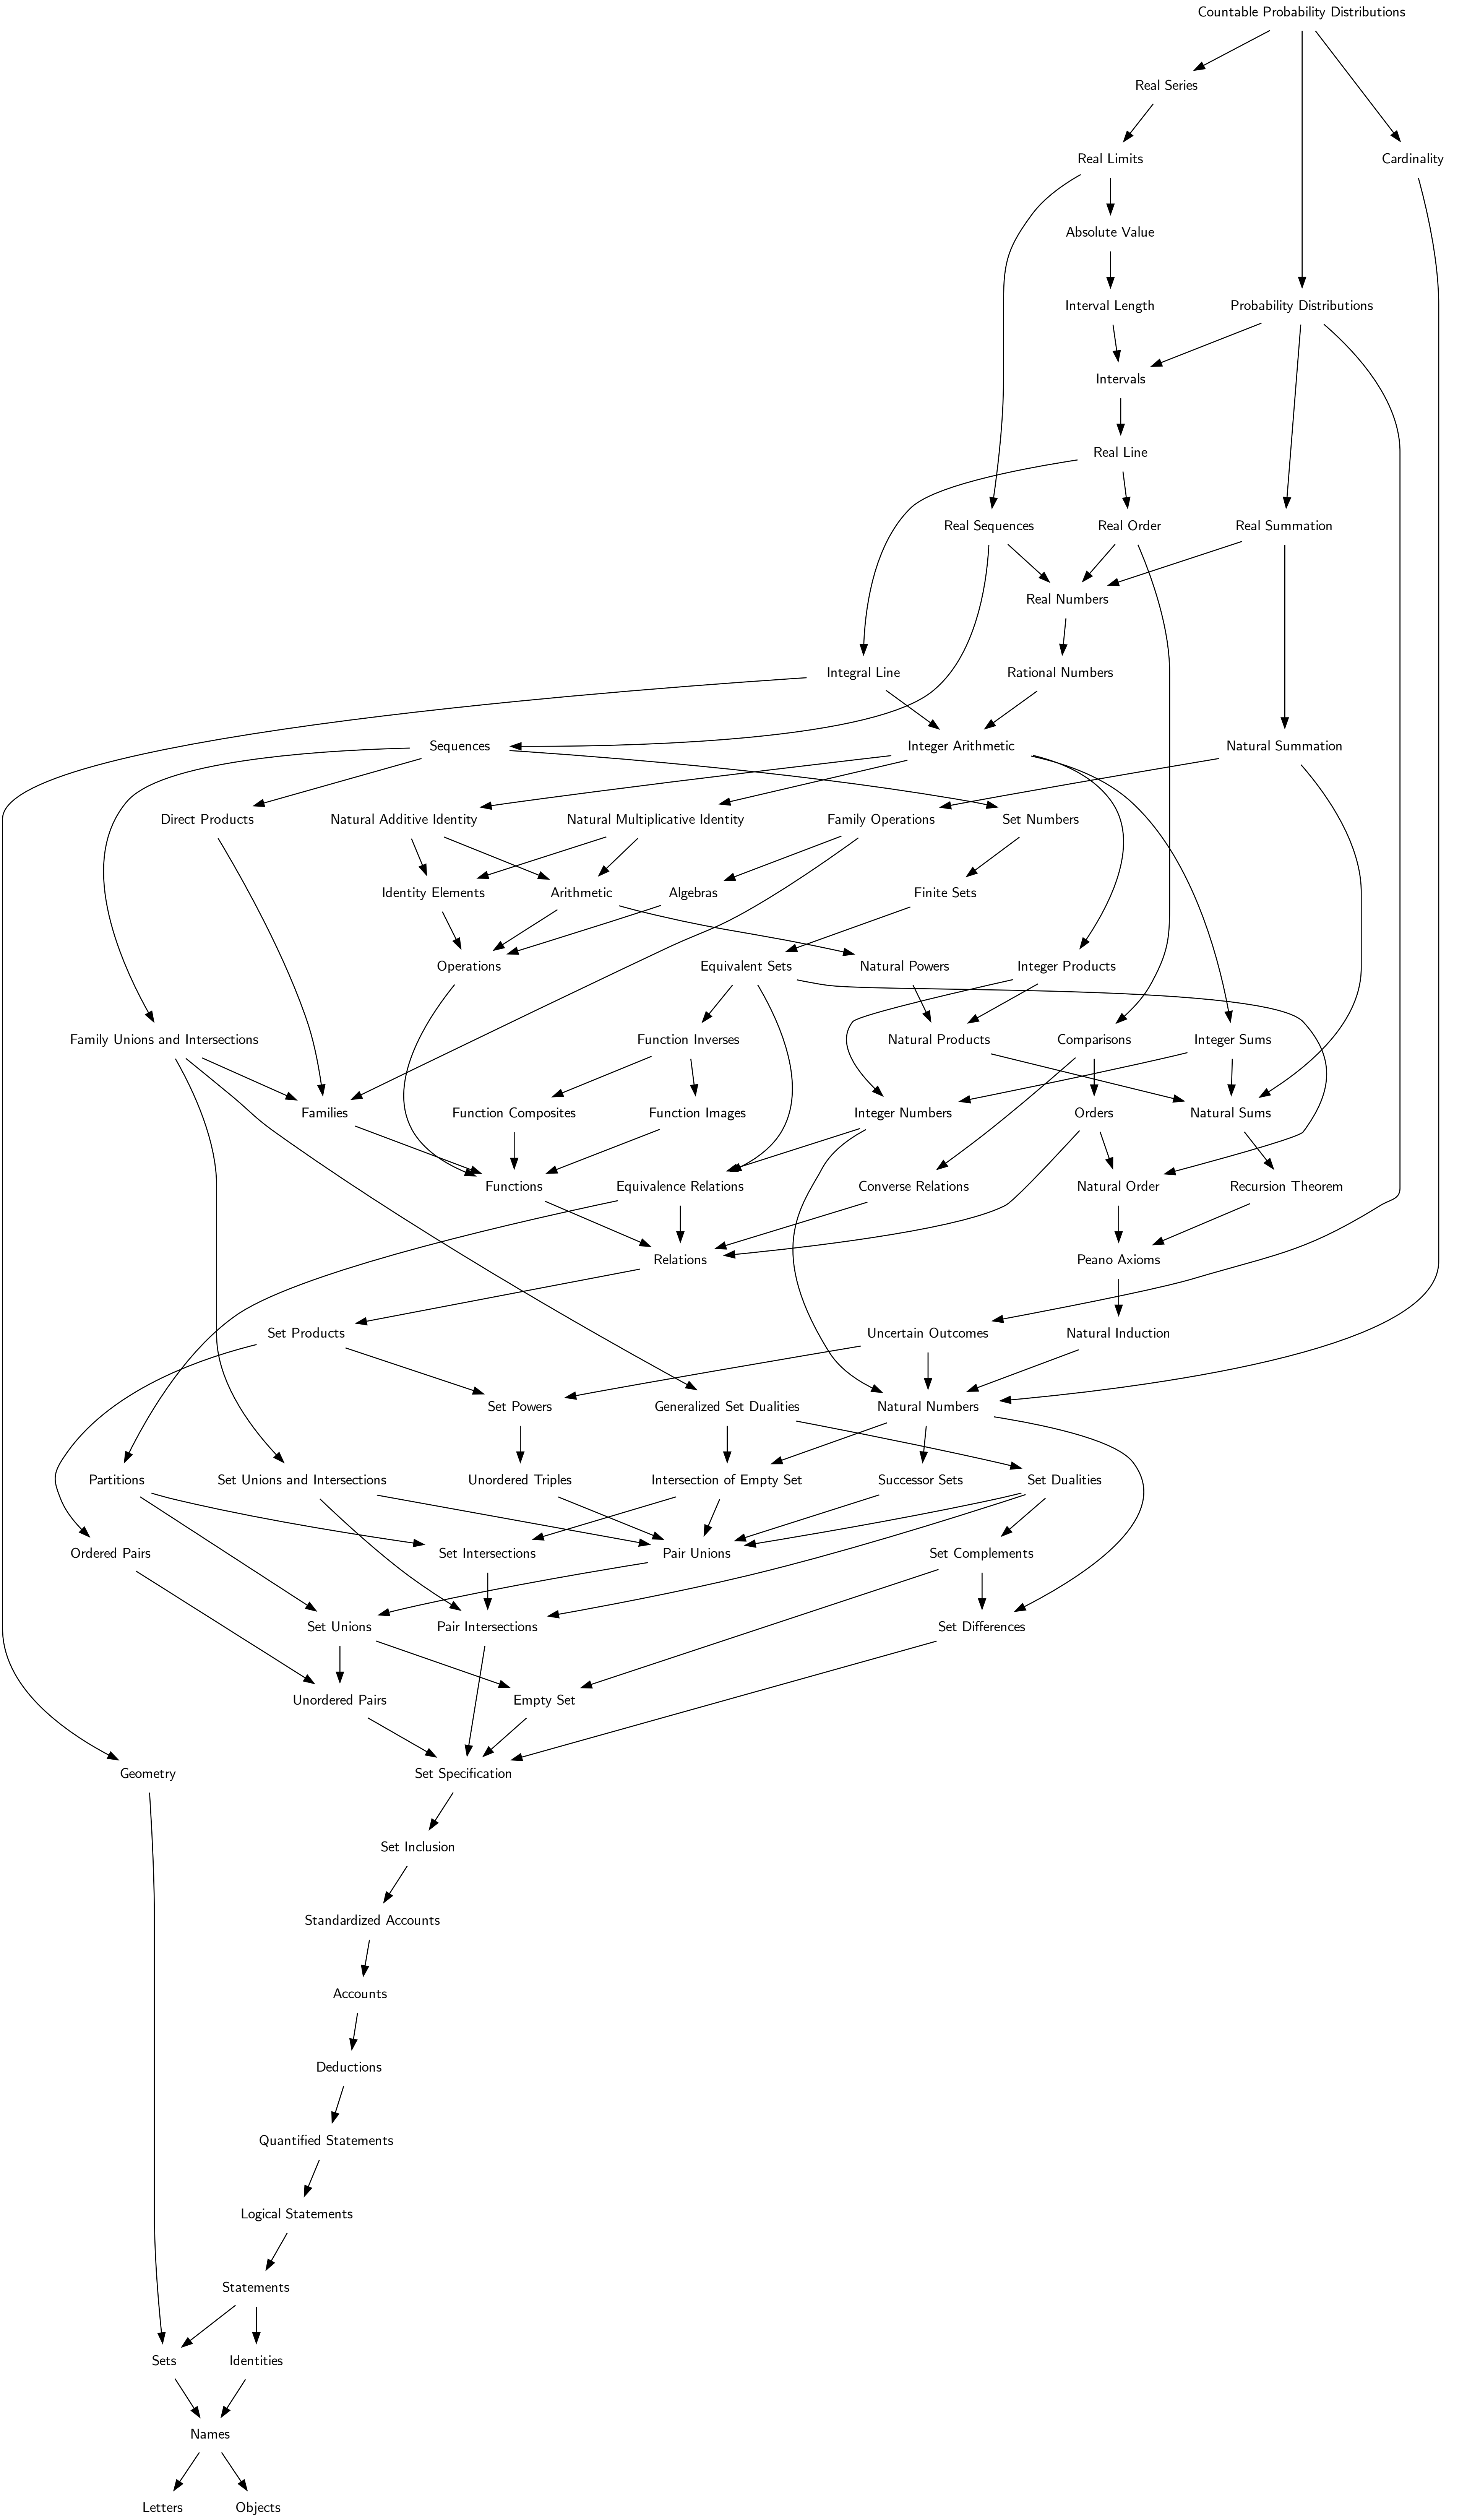 Countable Probability Distributions
Real Series
Real Limits
Cardinality
Absolute Value
Interval Length
Probability Distributions
Intervals
Real Line
Real Sequences
Real Order
Real Summation
Real Numbers
Integral Line
Rational Numbers
Sequences
Integer Arithmetic
Natural Summation
Direct Products
Natural Additive Identity
Natural Multiplicative Identity
Family Operations
Set Numbers
Identity Elements
Arithmetic
Algebras
Finite Sets
Operations
Equivalent Sets
Natural Powers
Integer Products
Family Unions and Intersections
Function Inverses
Natural Products
Comparisons
Integer Sums
Families
Function Composites
Function Images
Integer Numbers
Orders
Natural Sums
Functions
Equivalence Relations
Converse Relations
Natural Order
Recursion Theorem
Relations
Peano Axioms
Set Products
Uncertain Outcomes
Natural Induction
Set Powers
Generalized Set Dualities
Natural Numbers
Partitions
Set Unions and Intersections
Unordered Triples
Intersection of Empty Set
Successor Sets
Set Dualities
Ordered Pairs
Set Intersections
Pair Unions
Set Complements
Set Unions
Pair Intersections
Set Differences
Unordered Pairs
Empty Set
Geometry
Set Specification
Set Inclusion
Standardized Accounts
Accounts
Deductions
Quantified Statements
Logical Statements
Statements
Sets
Identities
Names
Letters
Objects